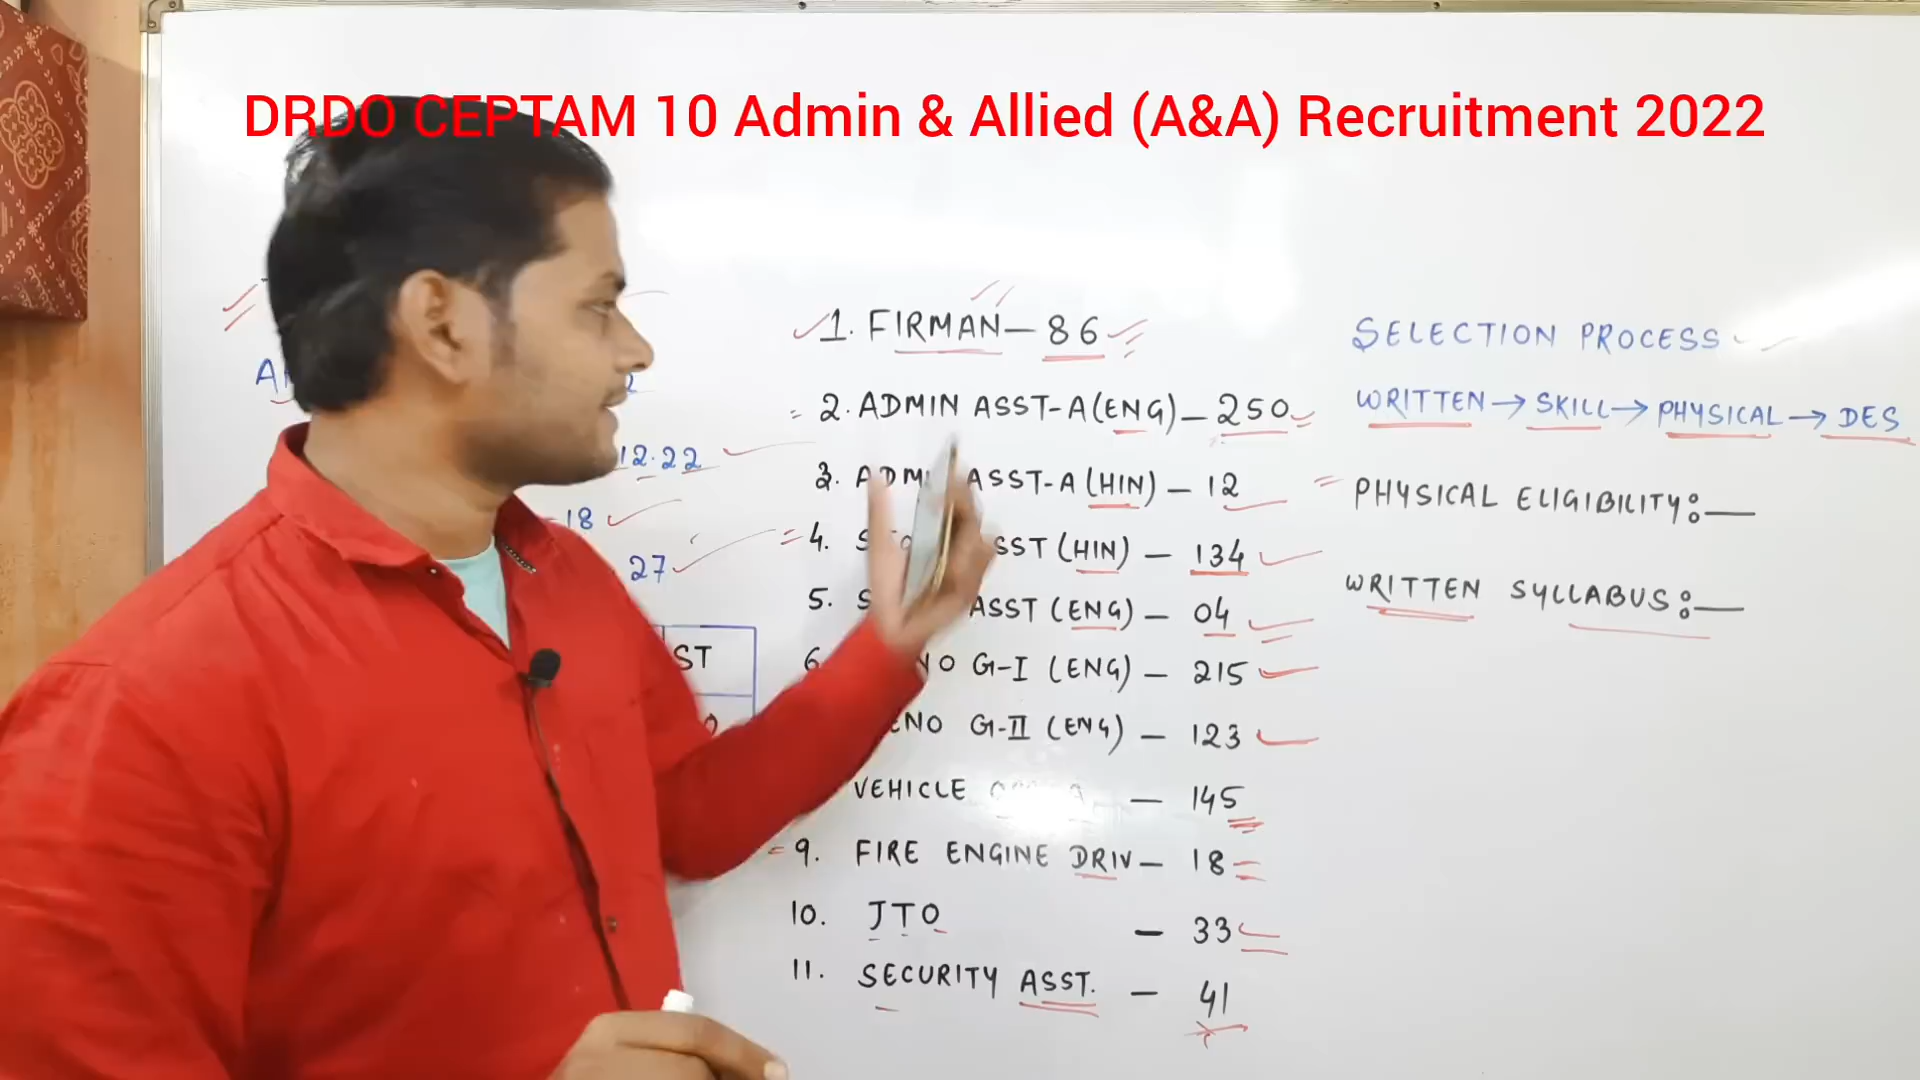 DRDO CEPTAM 10 Admin & Allied (A&A) Recruitment 2022
12.22
18
27
ST
1. FIRMAN – 86
2. ADMIN ASST-A(ENG) – 250
3. ASST-A (HIN) – 12
4. (HIN) – 134
5. ASST (ENG) – 04
6. G-I (ENG) – 215
G-II (ENG) – 123
VEHICLE – 145
9. FIRE ENGINE DRIV – 18
10. JTO – 33
11. SECURITY ASST. – 41
SELECTION PROCESS
WRITTEN → SKILL → PHYSICAL → DES
PHYSICAL ELIGIBILITY:—
WRITTEN SYLLABUS:—